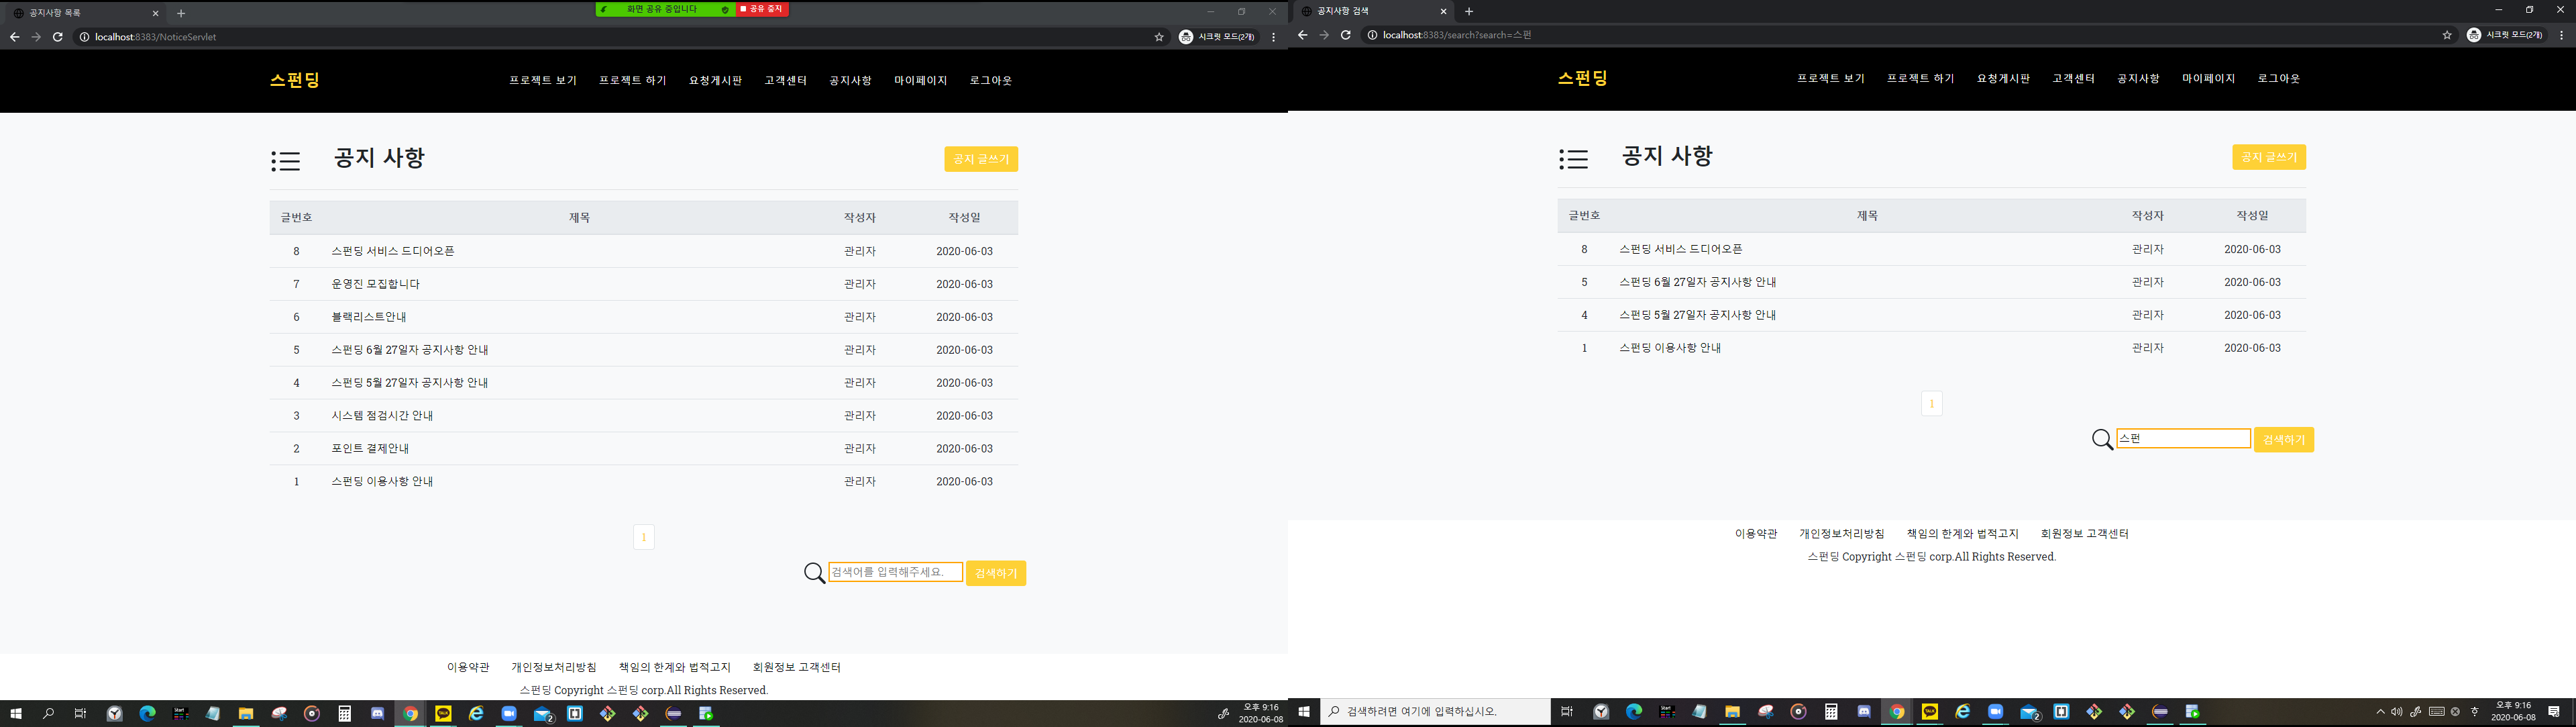 공지사항 목록
화면 공유 중입니다 공유 중지
localhost:8383/NoticeServlet
시크릿 모드(2개)
스펀딩
프로젝트 보기 프로젝트 하기 요청게시판 고객센터 공지사항 마이페이지 로그아웃
공지 사항
공지 글쓰기
글번호 제목 작성자 작성일
8 스펀딩 서비스 드디어오픈 관리자 2020-06-03
7 운영진 모집합니다 관리자 2020-06-03
6 블랙리스트안내 관리자 2020-06-03
5 스펀딩 6월 27일자 공지사항 안내 관리자 2020-06-03
4 스펀딩 5월 27일자 공지사항 안내 관리자 2020-06-03
3 시스템 점검시간 안내 관리자 2020-06-03
2 포인트 결제안내 관리자 2020-06-03
1 스펀딩 이용사항 안내 관리자 2020-06-03
1
검색어를 입력해주세요. 검색하기
이용약관 개인정보처리방침 책임의 한계와 법적고지 회원정보 고객센터
스펀딩 Copyright 스펀딩 corp.All Rights Reserved.
Start
TALK
2
오후 9:16
2020-06-08
공지사항 검색
localhost:8383/search?search=스펀
시크릿 모드(2개)
스펀딩
프로젝트 보기 프로젝트 하기 요청게시판 고객센터 공지사항 마이페이지 로그아웃
공지 사항
공지 글쓰기
글번호 제목 작성자 작성일
8 스펀딩 서비스 드디어오픈 관리자 2020-06-03
5 스펀딩 6월 27일자 공지사항 안내 관리자 2020-06-03
4 스펀딩 5월 27일자 공지사항 안내 관리자 2020-06-03
1 스펀딩 이용사항 안내 관리자 2020-06-03
1
스펀 검색하기
이용약관 개인정보처리방침 책임의 한계와 법적고지 회원정보 고객센터
스펀딩 Copyright 스펀딩 corp.All Rights Reserved.
검색하려면 여기에 입력하십시오.
Start
TALK
2
오후 9:16
2020-06-08